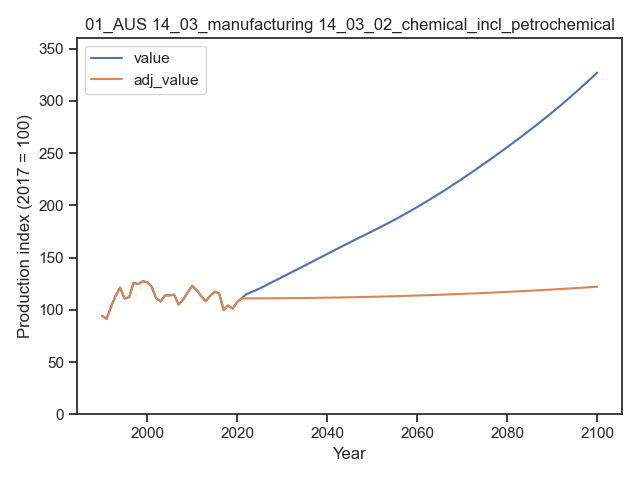 01_AUS 14_03_manufacturing 14_03_02_chemical_incl_petrochemical
value
adj_value
Production index (2017 = 100)
350
300
250
200
150
100
50
0
2000 2020 2040 2060 2080 2100
Year